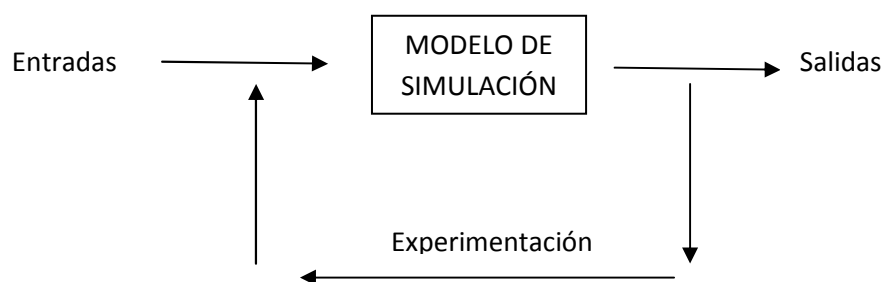 Entradas
MODELO DE
SIMULACIÓN
Salidas
Experimentación